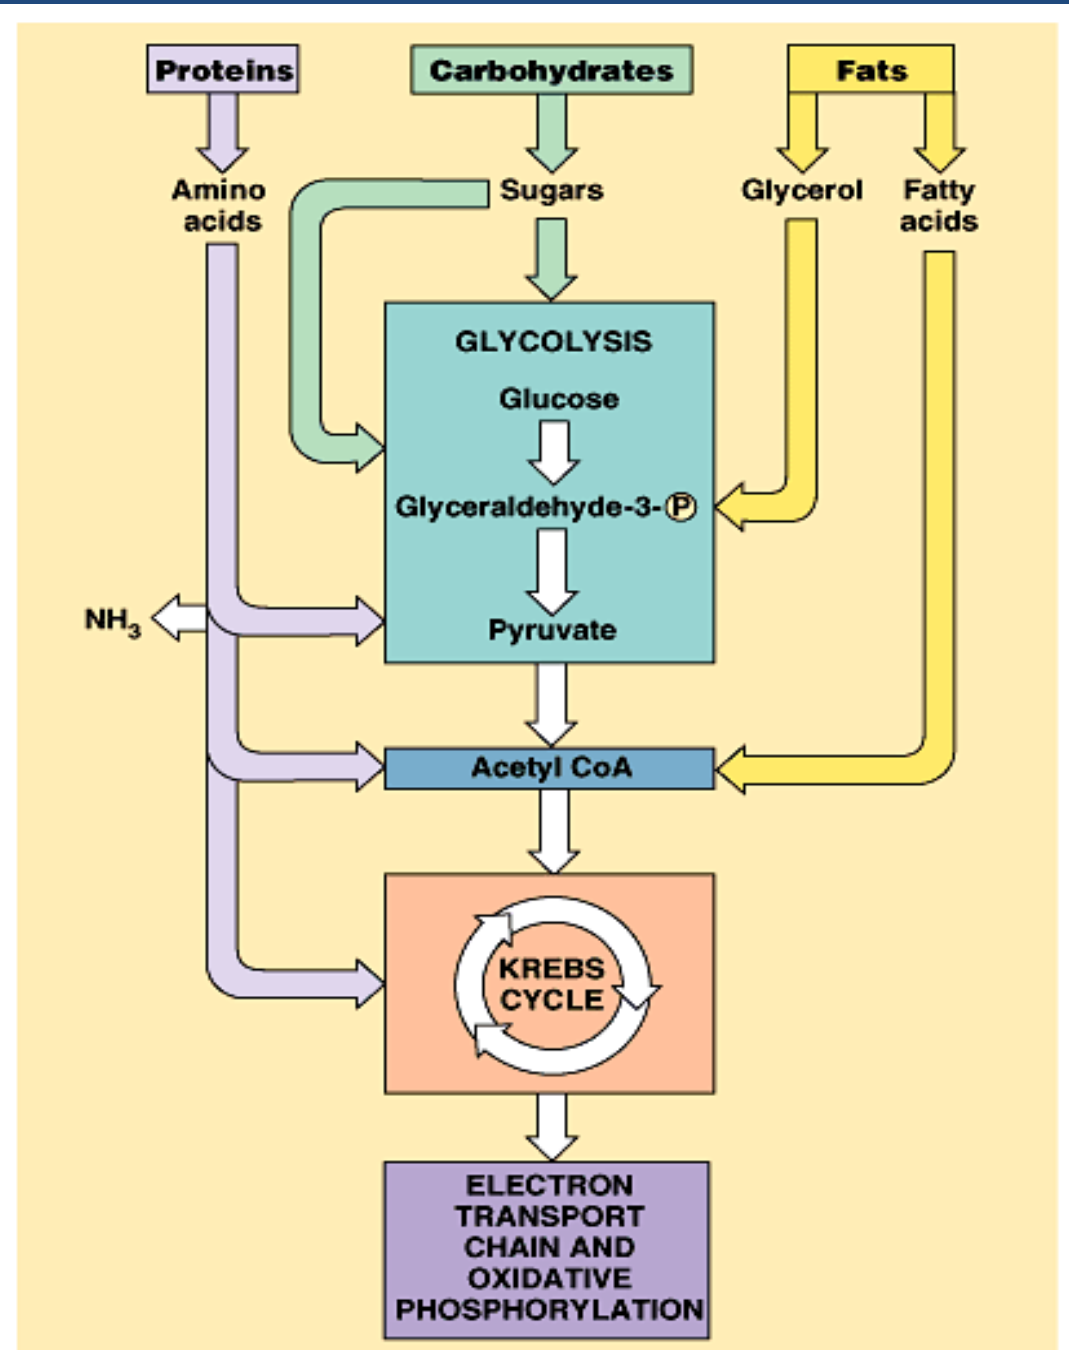 Proteins
Carbohydrates
Fats
Amino
acids
Sugars
Glycerol
Fatty
acids
GLYCOLYSIS
Glucose
Glyceraldehyde-3-P
NH3
Pyruvate
Acetyl CoA
KREBS
CYCLE
ELECTRON
TRANSPORT
CHAIN AND
OXIDATIVE
PHOSPHORYLATION